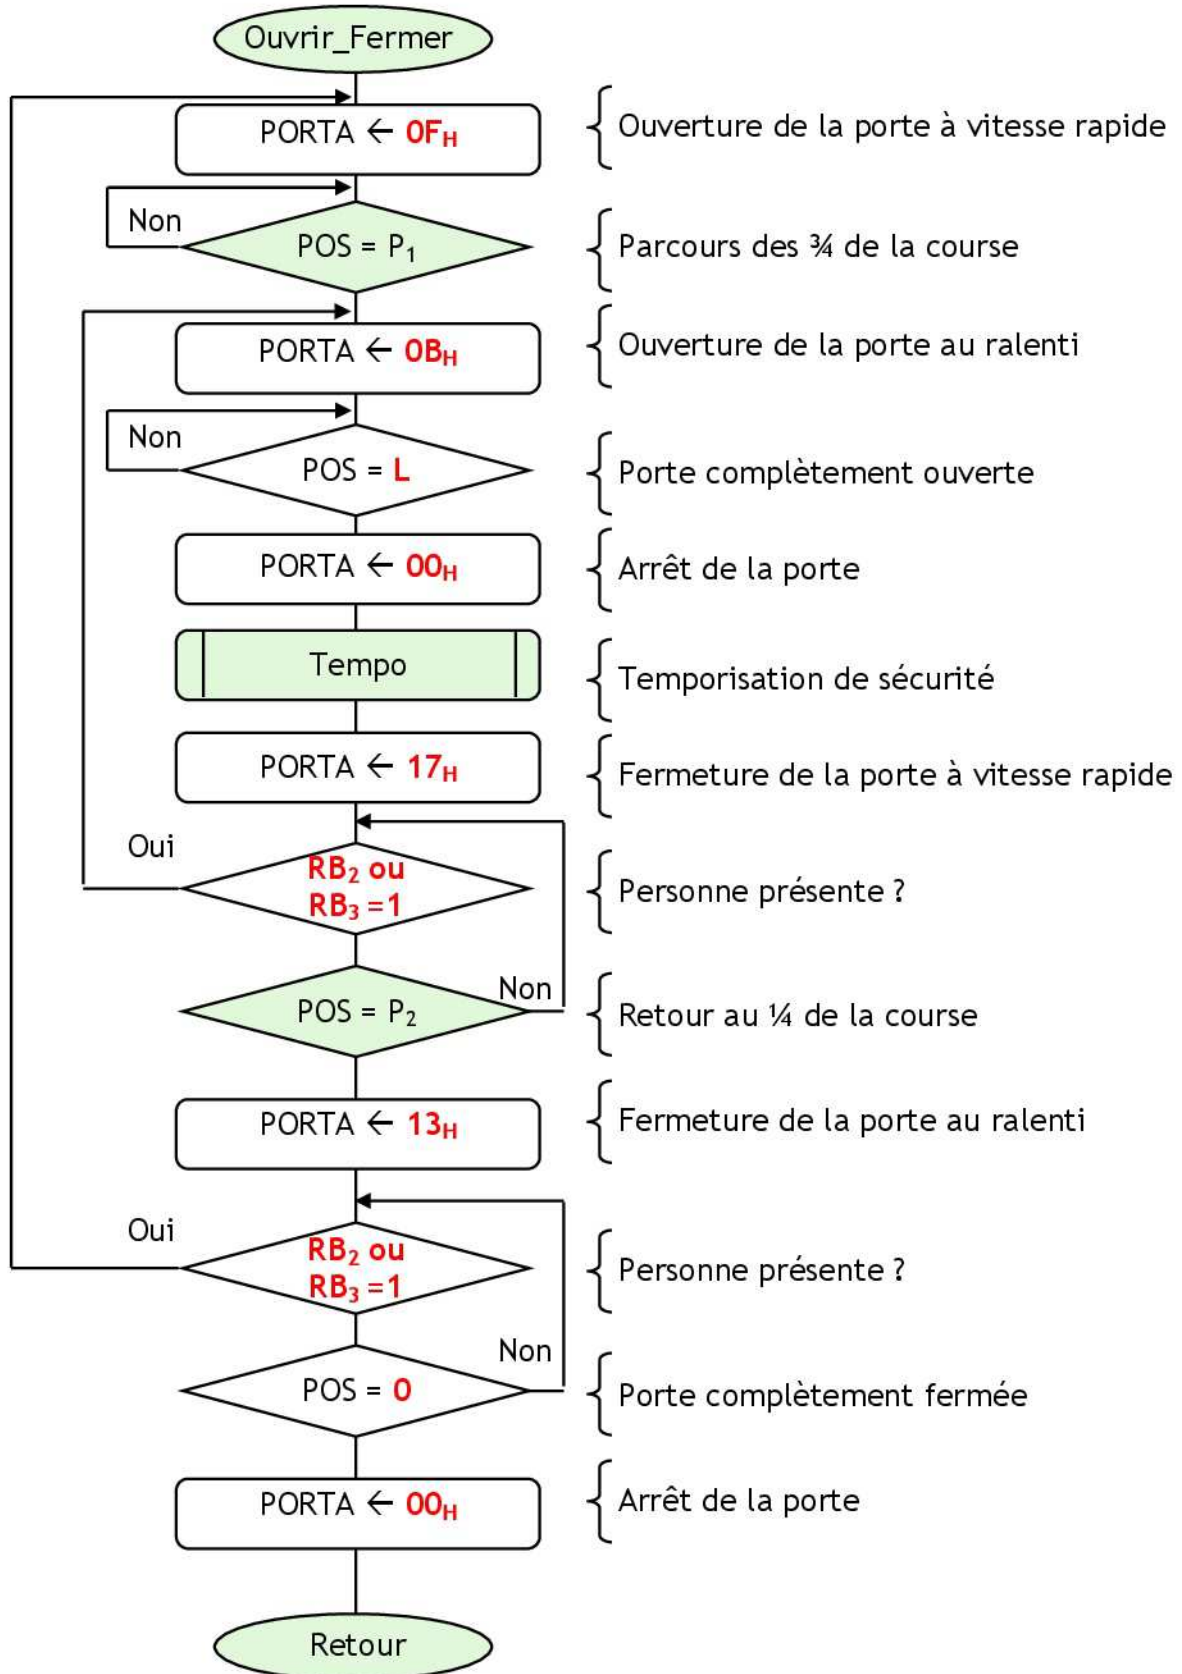 Ouvrir_Fermer
PORTA ← 0FH
Ouverture de la porte à vitesse rapide
Non
POS = P1
Parcours des ¾ de la course
PORTA ← 0BH
Ouverture de la porte au ralenti
Non
POS = L
Porte complètement ouverte
PORTA ← 00H
Arrêt de la porte
Tempo
Temporisation de sécurité
PORTA ← 17H
Fermeture de la porte à vitesse rapide
Oui
RB2 ou
RB3 =1
Personne présente ?
Non
POS = P2
Retour au ¼ de la course
PORTA ← 13H
Fermeture de la porte au ralenti
Oui
RB2 ou
RB3 =1
Personne présente ?
Non
POS = 0
Porte complètement fermée
PORTA ← 00H
Arrêt de la porte
Retour